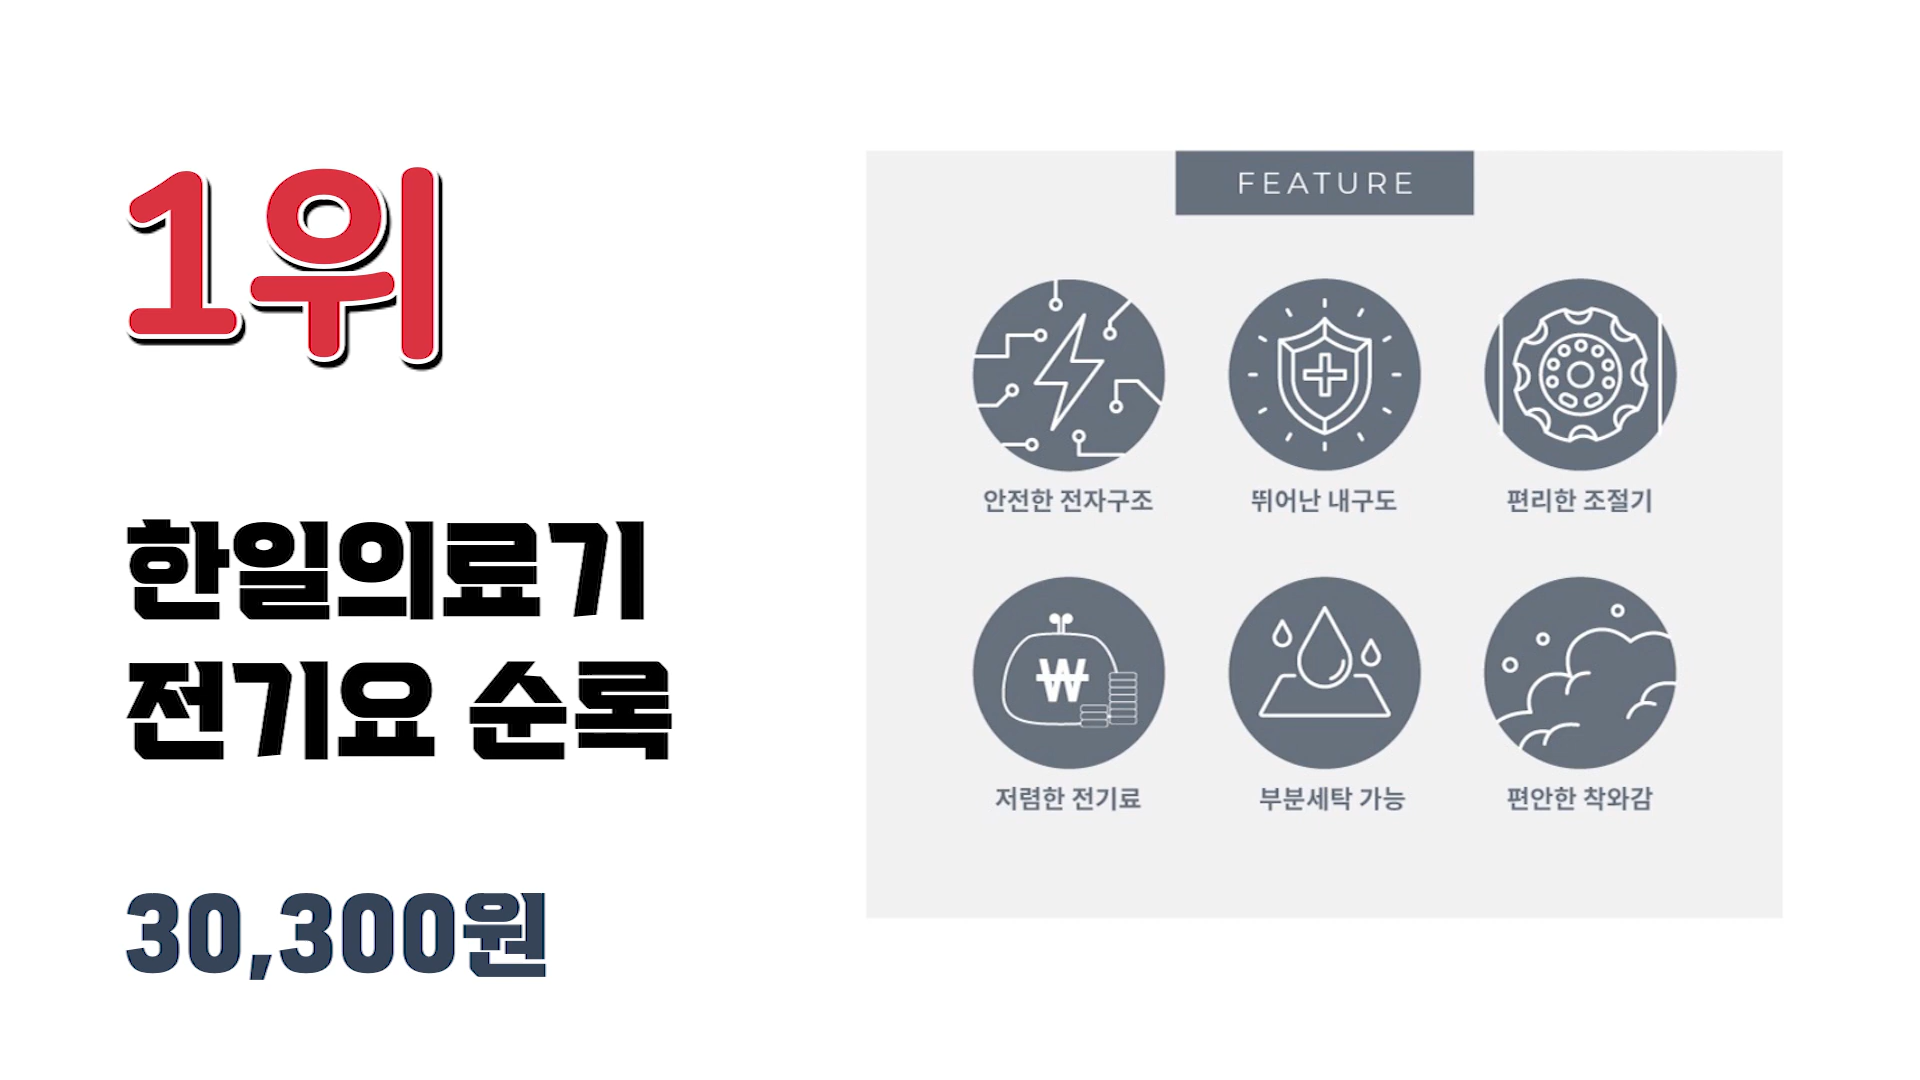 1위
한일의료기
전기요 순록
30,300원
FEATURE
안전한 전자구조
뛰어난 내구도
편리한 조절기
₩
저렴한 전기료
부분세탁 가능
편안한 착와감